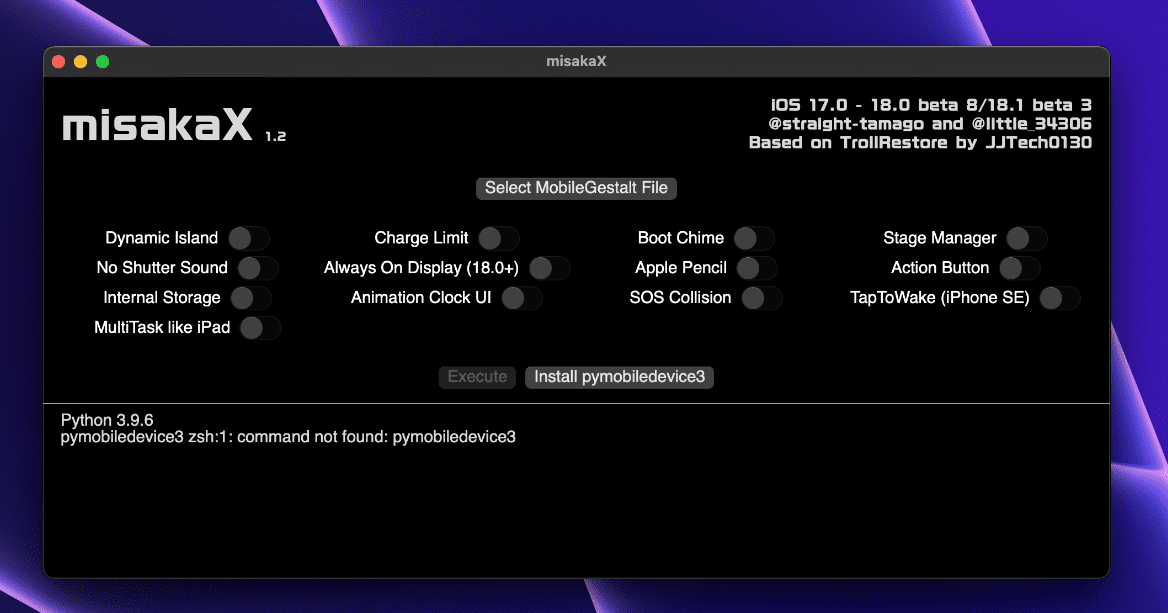 misakaX
misakaX 1.2
iOS 17.0 - 18.0 beta 8/18.1 beta 3
@straight-tamago and @little_34306
Based on TrollRestore by JJTech0130
Select MobileGestalt File
Dynamic Island Charge Limit Boot Chime Stage Manager
No Shutter Sound Always On Display (18.0+) Apple Pencil Action Button
Internal Storage Animation Clock UI SOS Collision TapToWake (iPhone SE)
MultiTask like iPad
Execute Install pymobiledevice3
Python 3.9.6
pymobiledevice3 zsh:1: command not found: pymobiledevice3